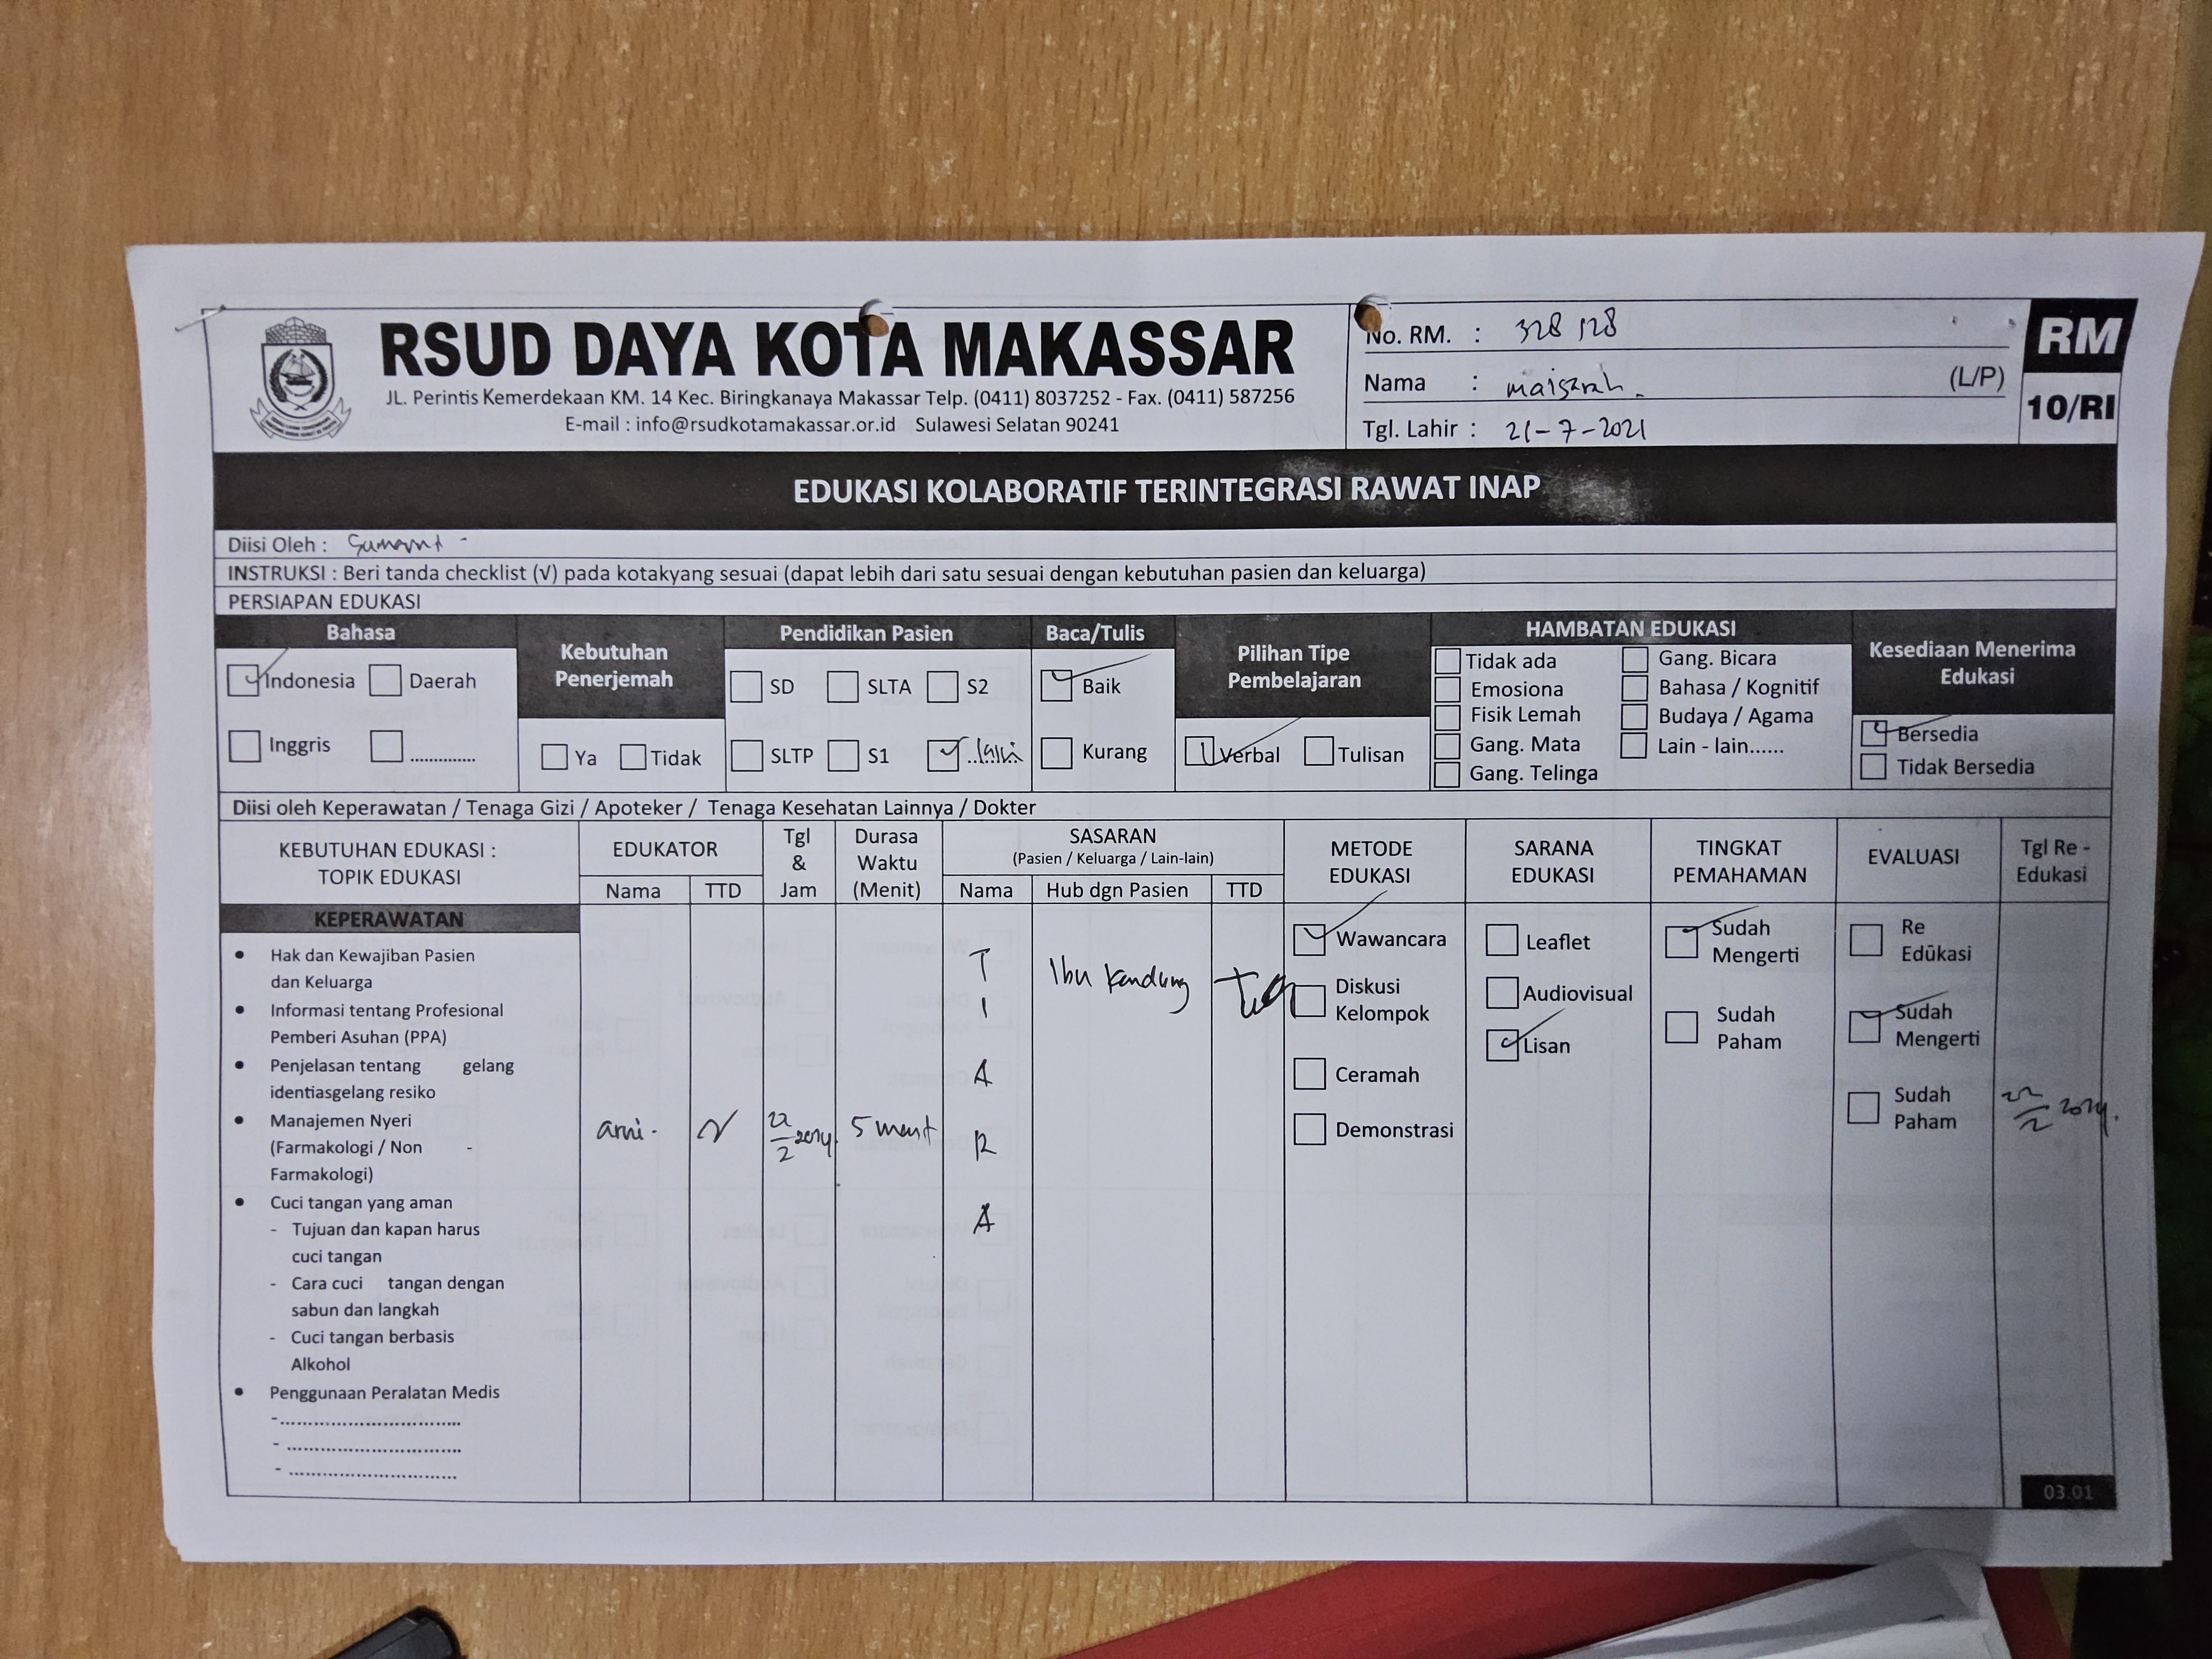 RSUD DAYA KOTA MAKASSAR
JL. Perintis Kemerdekaan KM. 14 Kec. Biringkanaya Makassar Telp. (0411) 8037252 - Fax. (0411) 587256
E-mail : info@rsudkotamakassar.or.id Sulawesi Selatan 90241
No. RM. : 328 128
Nama : maisarah - (L/P)
Tgl. Lahir : 21-7-2021
RM
10/RI
EDUKASI KOLABORATIF TERINTEGRASI RAWAT INAP
Diisi Oleh :
INSTRUKSI : Beri tanda checklist (√) pada kotakyang sesuai (dapat lebih dari satu sesuai dengan kebutuhan pasien dan keluarga)
PERSIAPAN EDUKASI
Bahasa
Indonesia
Daerah
Inggris
............
Kebutuhan
Penerjemah
Ya
Tidak
Pendidikan Pasien
SD
SLTA
S2
SLTP
S1
Baca/Tulis
Baik
Kurang
Pilihan Tipe
Pembelajaran
Verbal
Tulisan
HAMBATAN EDUKASI
Tidak ada
Emosiona
Fisik Lemah
Gang. Mata
Gang. Telinga
Gang. Bicara
Bahasa / Kognitif
Budaya / Agama
Lain - lain......
Kesediaan Menerima
Edukasi
Bersedia
Tidak Bersedia
Diisi oleh Keperawatan / Tenaga Gizi / Apoteker / Tenaga Kesehatan Lainnya / Dokter
KEBUTUHAN EDUKASI :
TOPIK EDUKASI
EDUKATOR
Nama
TTD
Tgl
&
Jam
Durasa
Waktu
(Menit)
SASARAN
(Pasien / Keluarga / Lain-lain)
Nama
Hub dgn Pasien
TTD
METODE
EDUKASI
SARANA
EDUKASI
TINGKAT
PEMAHAMAN
EVALUASI
Tgl Re -
Edukasi
KEPERAWATAN
• Hak dan Kewajiban Pasien
dan Keluarga
• Informasi tentang Profesional
Pemberi Asuhan (PPA)
• Penjelasan tentang gelang
identiasgelang resiko
• Manajemen Nyeri
(Farmakologi / Non -
Farmakologi)
• Cuci tangan yang aman
- Tujuan dan kapan harus
cuci tangan
- Cara cuci tangan dengan
sabun dan langkah
- Cuci tangan berbasis
Alkohol
• Penggunaan Peralatan Medis
- ..............................
- ..............................
- ..............................
arni.
5 menit
T
I
A
R
A
Ibu Kandung
Wawancara
Diskusi
Kelompok
Ceramah
Demonstrasi
Leaflet
Audiovisual
Lisan
Sudah
Mengerti
Sudah
Paham
Re
Edukasi
Sudah
Mengerti
Sudah
Paham
03.01